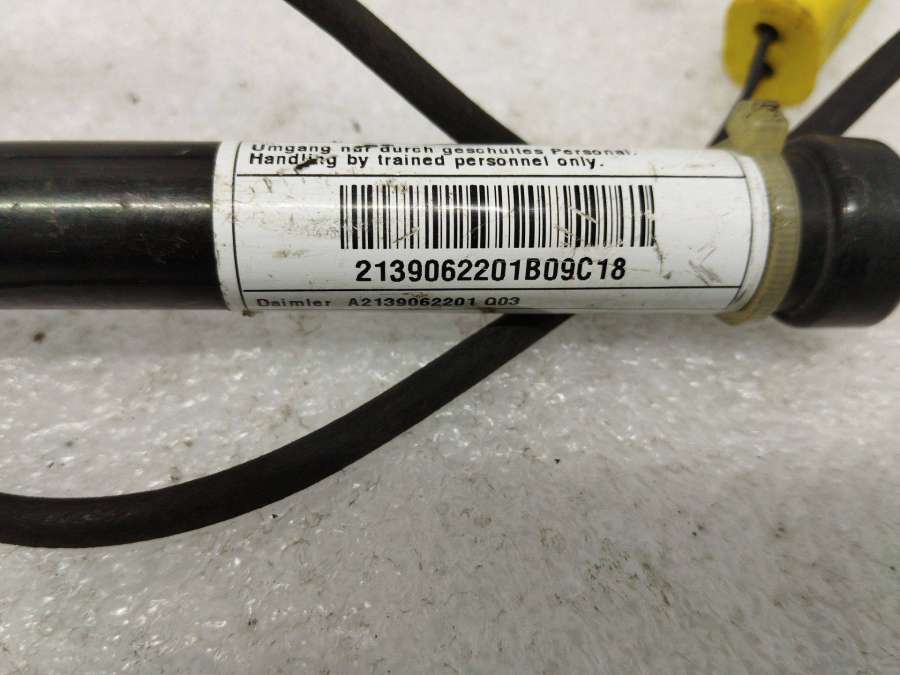 Umgang nur durch geschultes Personal.
Handling by trained personnel only.
2139062201B09C18
Daimler A2139062201 Q03